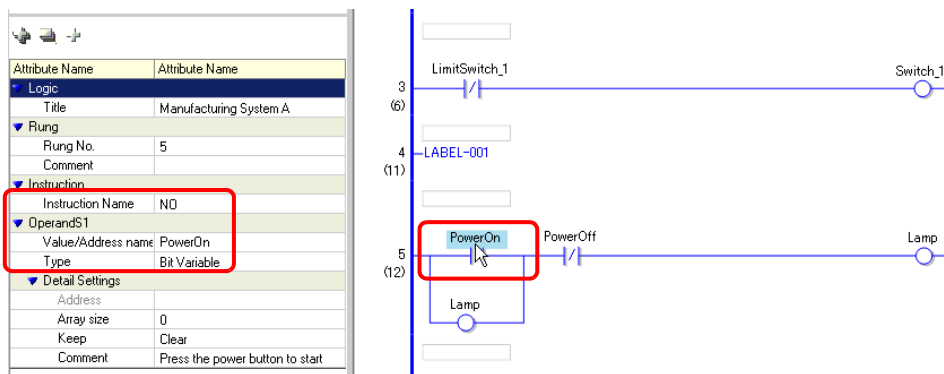 Attribute Name Attribute Name
Logic
Title Manufacturing System A
Rung
Rung No. 5
Comment
Instruction
Instruction Name NO
OperandS1
Value/Address name PowerOn
Type Bit Variable
Detail Settings
Address
Array size 0
Keep Clear
Comment Press the power button to start
LimitSwitch_1 Switch_1
3
(6)
4 LABEL-001
(11)
PowerOn PowerOff Lamp
5
(12)
Lamp